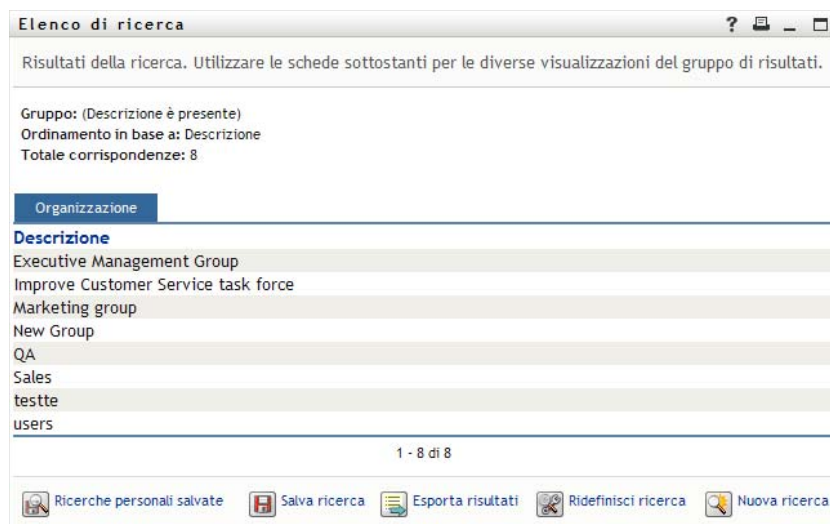 Elenco di ricerca
Risultati della ricerca. Utilizzare le schede sottostanti per le diverse visualizzazioni del gruppo di risultati.
Gruppo: (Descrizione è presente)
Ordinamento in base a: Descrizione
Totale corrispondenze: 8
Organizzazione
Descrizione
Executive Management Group
Improve Customer Service task force
Marketing group
New Group
QA
Sales
testte
users
1 - 8 di 8
Ricerche personali salvate Salva ricerca Esporta risultati Ridefinisci ricerca Nuova ricerca